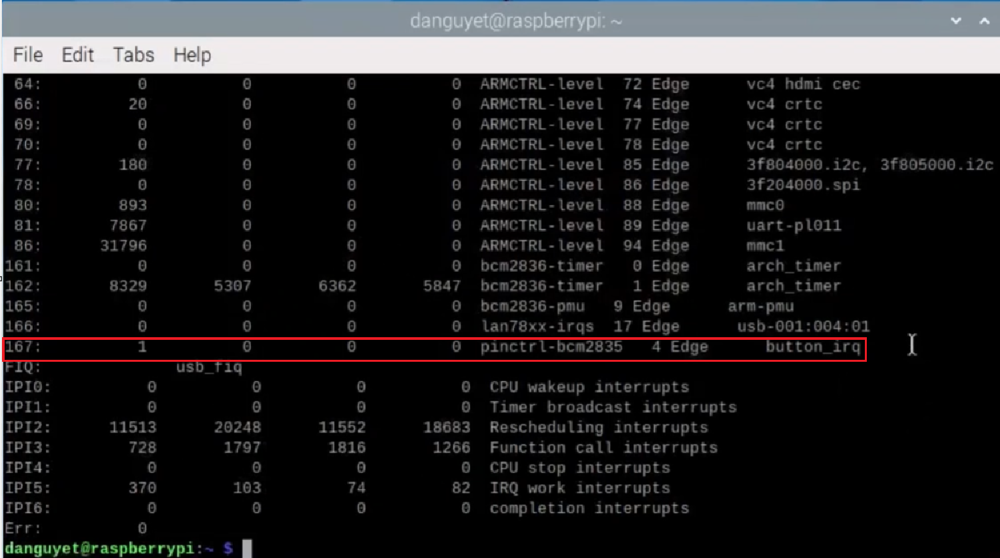 danguyet@raspberrypi: ~
File Edit Tabs Help
64: 0 0 0 0 ARMCTRL-level 72 Edge vc4 hdmi cec
66: 20 0 0 0 ARMCTRL-level 74 Edge vc4 crtc
69: 0 0 0 0 ARMCTRL-level 77 Edge vc4 crtc
70: 0 0 0 0 ARMCTRL-level 78 Edge vc4 crtc
77: 180 0 0 0 ARMCTRL-level 85 Edge 3f804000.i2c, 3f805000.i2c
78: 0 0 0 0 ARMCTRL-level 86 Edge 3f204000.spi
80: 893 0 0 0 ARMCTRL-level 88 Edge mmc0
81: 7867 0 0 0 ARMCTRL-level 89 Edge uart-pl011
86: 31796 0 0 0 ARMCTRL-level 94 Edge mmc1
161: 0 0 0 0 bcm2836-timer 0 Edge arch_timer
162: 8329 5307 6362 5847 bcm2836-timer 1 Edge arch_timer
165: 0 0 0 0 bcm2836-pmu 9 Edge arm-pmu
166: 0 0 0 0 lan78xx-irqs 17 Edge usb-001:004:01
167: 1 0 0 0 pinctrl-bcm2835 4 Edge button_irq
FIQ: usb_fiq
IPI0: 0 0 0 0 CPU wakeup interrupts
IPI1: 0 0 0 0 Timer broadcast interrupts
IPI2: 11513 20248 11552 18683 Rescheduling interrupts
IPI3: 728 1797 1816 1266 Function call interrupts
IPI4: 0 0 0 0 CPU stop interrupts
IPI5: 370 103 74 82 IRQ work interrupts
IPI6: 0 0 0 0 completion interrupts
Err: 0
danguyet@raspberrypi:~ $